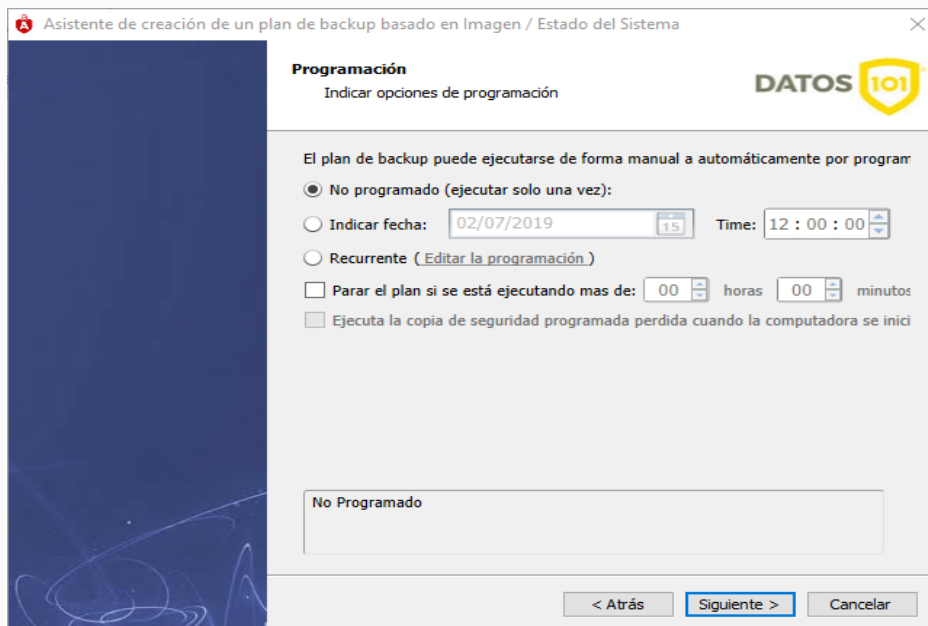 Asistente de creación de un plan de backup basado en Imagen / Estado del Sistema
Programación
Indicar opciones de programación
DATOS 101
El plan de backup puede ejecutarse de forma manual a automáticamente por program
No programado (ejecutar solo una vez):
Indicar fecha: 02/07/2019 15 Time: 12 : 00 : 00
Recurrente ( Editar la programación )
Parar el plan si se está ejecutando mas de: 00 horas 00 minutos
Ejecuta la copia de seguridad programada perdida cuando la computadora se inici
No Programado
< Atrás Siguiente > Cancelar